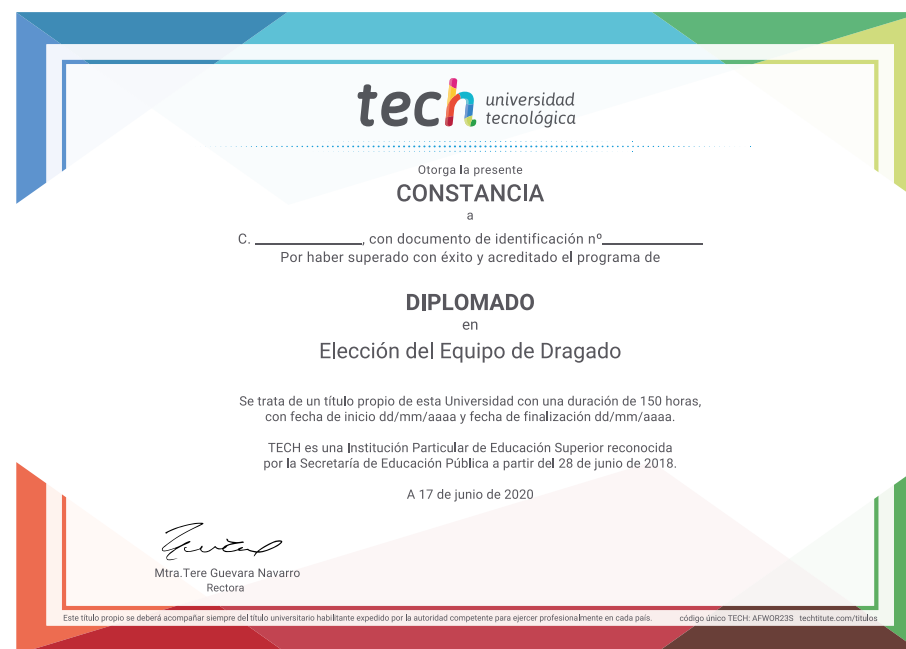 tech universidad
tecnológica
Otorga la presente
CONSTANCIA
a
C. ______________, con documento de identificación nº_____________
Por haber superado con éxito y acreditado el programa de
DIPLOMADO
en
Elección del Equipo de Dragado
Se trata de un título propio de esta Universidad con una duración de 150 horas,
con fecha de inicio dd/mm/aaaa y fecha de finalización dd/mm/aaaa.
TECH es una Institución Particular de Educación Superior reconocida
por la Secretaría de Educación Pública a partir del 28 de junio de 2018.
A 17 de junio de 2020
Mtra.Tere Guevara Navarro
Rectora
Este título propio se deberá acompañar siempre del título universitario habilitante expedido por la autoridad competente para ejercer profesionalmente en cada país. código único TECH: AFWOR23S techtitute.com/titulos